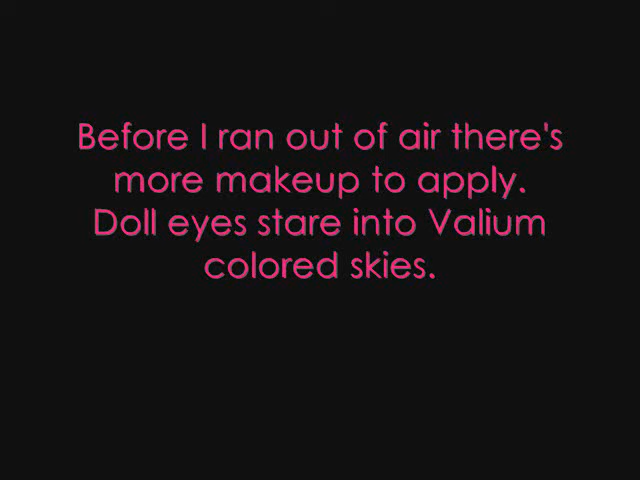 Before I ran out of air there's
more makeup to apply.
Doll eyes stare into Valium
colored skies.